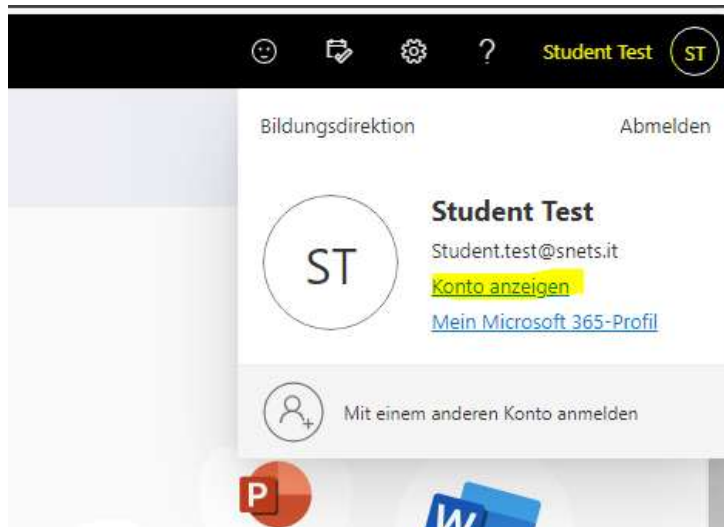 Student Test ST
Bildungsdirektion Abmelden
ST
Student Test
Student.test@snets.it
Konto anzeigen
Mein Microsoft 365-Profil
Mit einem anderen Konto anmelden
P
W